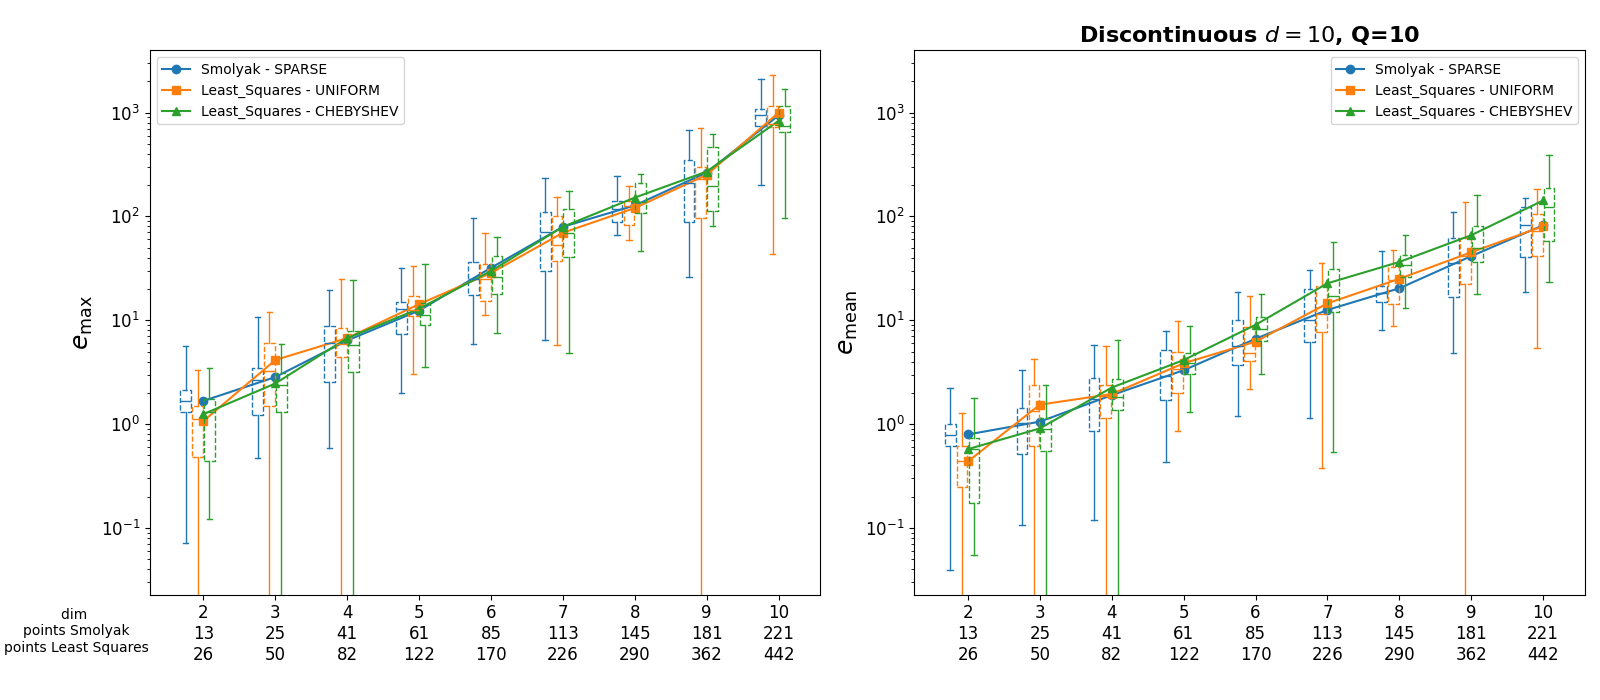 Discontinuous d = 10, Q=10
Smolyak - SPARSE
Least_Squares - UNIFORM
Least_Squares - CHEBYSHEV
Smolyak - SPARSE
Least_Squares - UNIFORM
Least_Squares - CHEBYSHEV
10³
10²
10¹
10⁰
10⁻¹
e_max
10³
10²
10¹
10⁰
10⁻¹
e_mean
dim 2 3 4 5 6 7 8 9 10
points Smolyak 13 25 41 61 85 113 145 181 221
points Least Squares 26 50 82 122 170 226 290 362 442
2 3 4 5 6 7 8 9 10
13 25 41 61 85 113 145 181 221
26 50 82 122 170 226 290 362 442